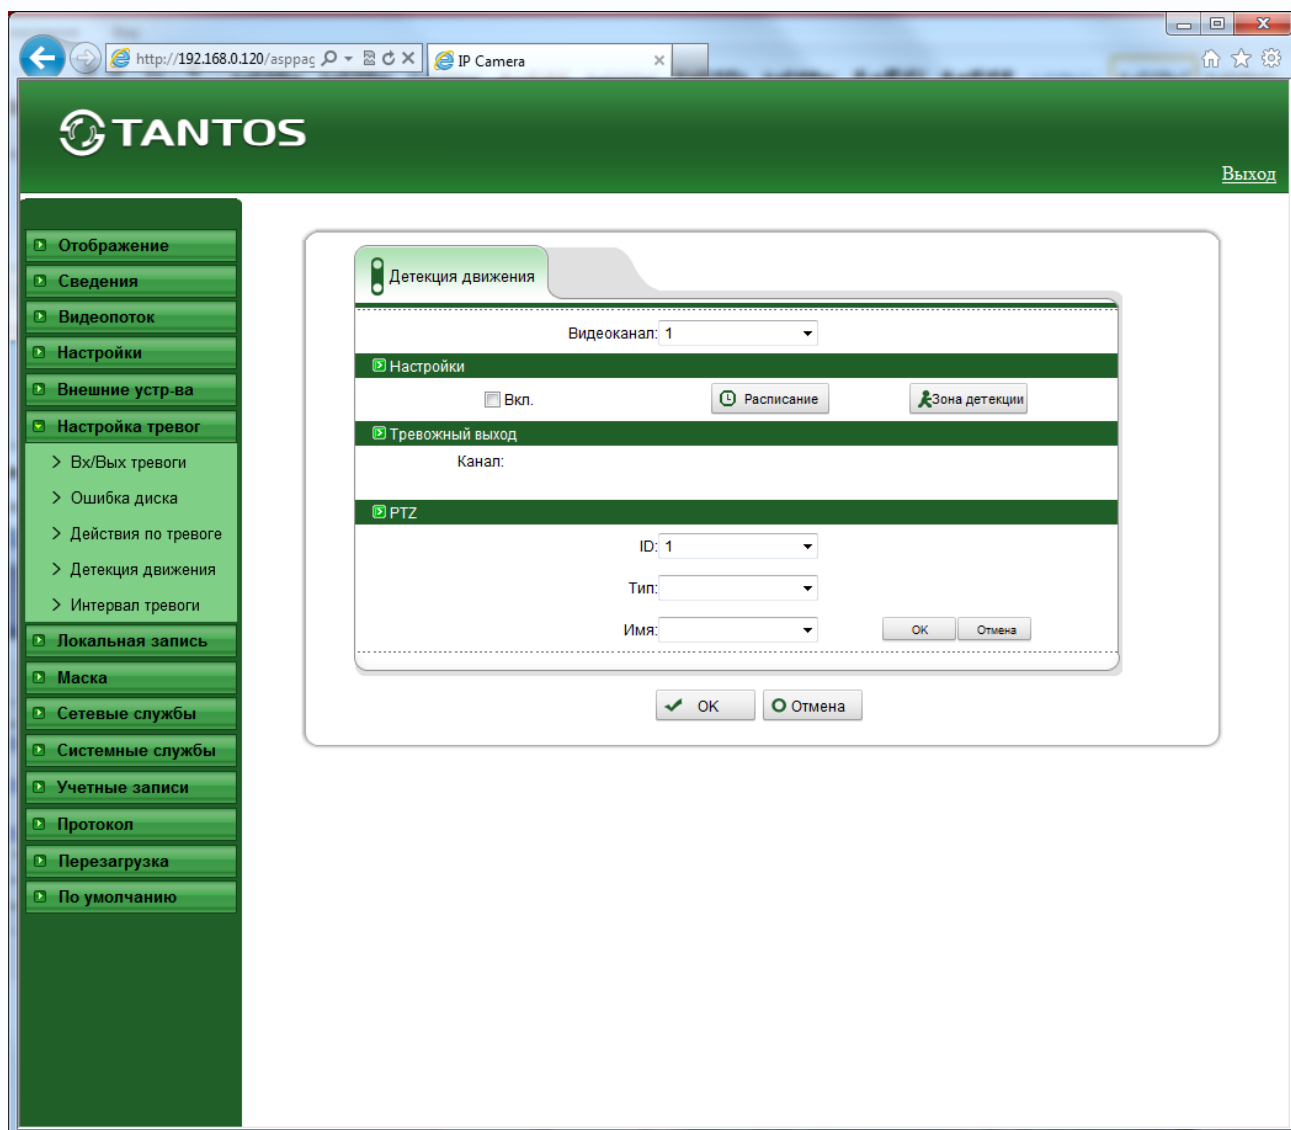 http://192.168.0.120/asppag
IP Camera
TANTOS
Выход
Отображение
Сведения
Видеопоток
Настройки
Внешние устр-ва
Настройка тревог
Вх/Вых тревоги
Ошибка диска
Действия по тревоге
Детекция движения
Интервал тревоги
Локальная запись
Маска
Сетевые службы
Системные службы
Учетные записи
Протокол
Перезагрузка
По умолчанию
Детекция движения
Видеоканал: 1
Настройки
Вкл. Расписание Зона детекции
Тревожный выход
Канал:
PTZ
ID: 1
Тип:
Имя: OK Отмена
OK Отмена